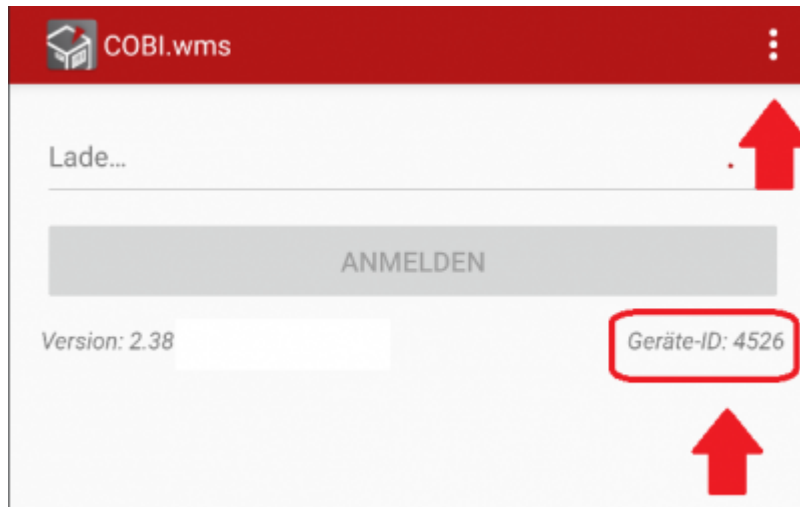 COBI.wms
Lade...
ANMELDEN
Version: 2.38
Geräte-ID: 4526